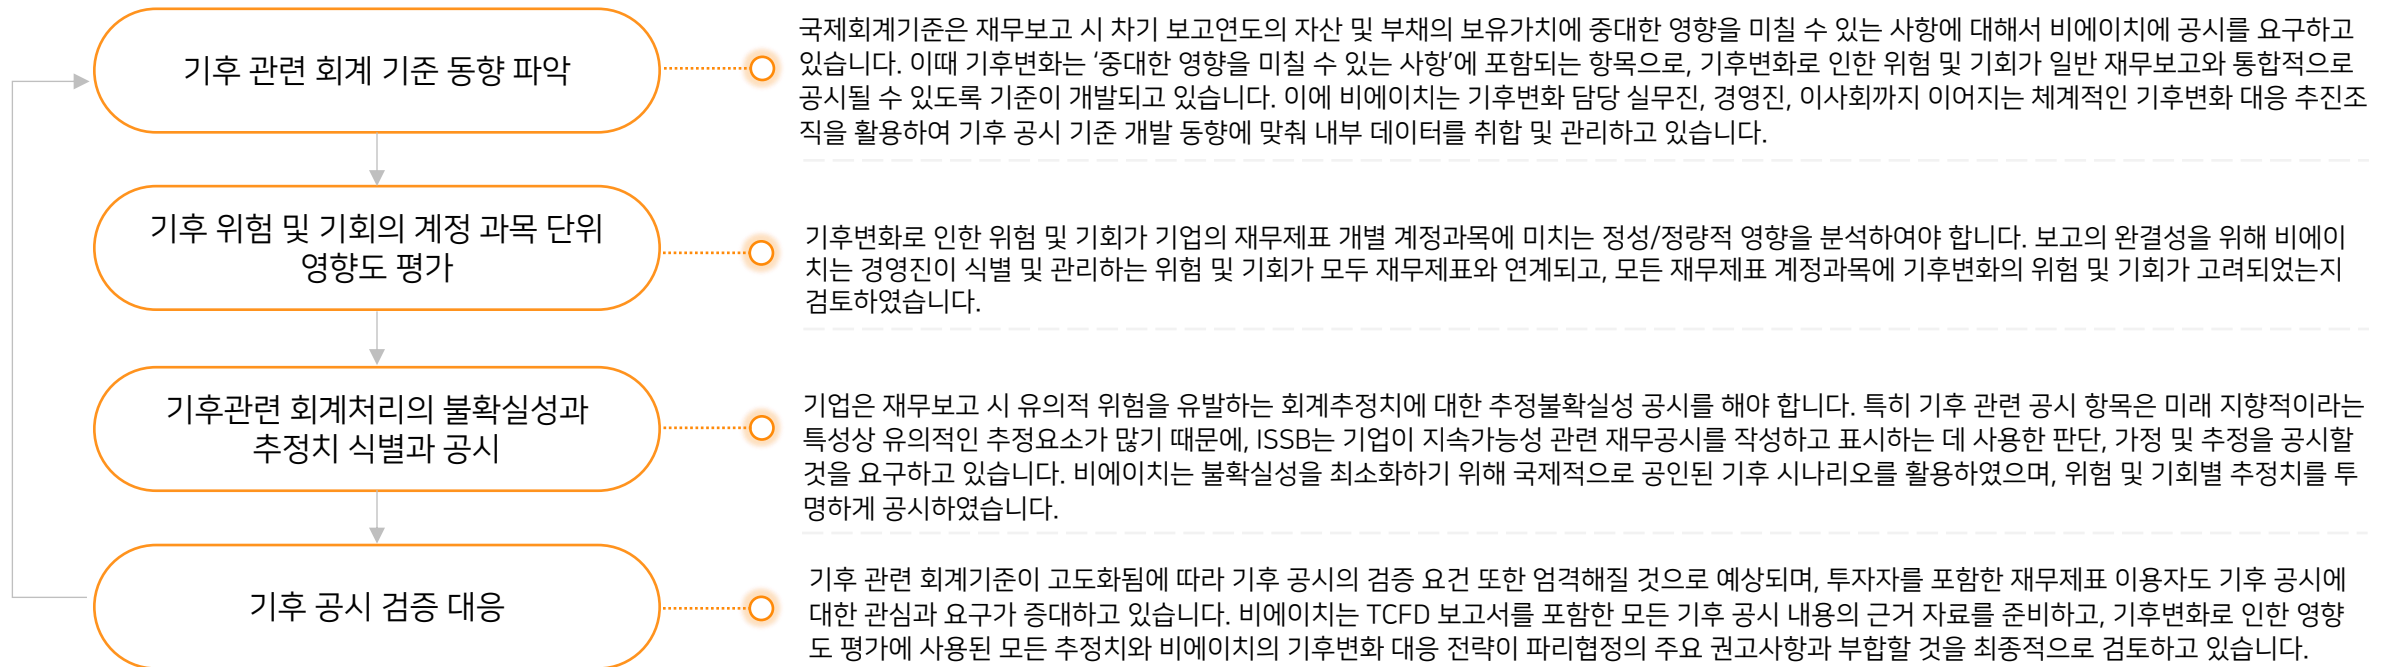 기후 관련 회계 기준 동향 파악
국제회계기준은 재무보고 시 차기 보고연도의 자산 및 부채의 보유가치에 중대한 영향을 미칠 수 있는 사항에 대해서 비에이치에 공시를 요구하고
있습니다. 이때 기후변화는 ‘중대한 영향을 미칠 수 있는 사항’에 포함되는 항목으로, 기후변화로 인한 위험 및 기회가 일반 재무보고와 통합적으로
공시될 수 있도록 기준이 개발되고 있습니다. 이에 비에이치는 기후변화 담당 실무진, 경영진, 이사회까지 이어지는 체계적인 기후변화 대응 추진조
직을 활용하여 기후 공시 기준 개발 동향에 맞춰 내부 데이터를 취합 및 관리하고 있습니다.
기후 위험 및 기회의 계정 과목 단위
영향도 평가
기후변화로 인한 위험 및 기회가 기업의 재무제표 개별 계정과목에 미치는 정성/정량적 영향을 분석하여야 합니다. 보고의 완결성을 위해 비에이
치는 경영진이 식별 및 관리하는 위험 및 기회가 모두 재무제표와 연계되고, 모든 재무제표 계정과목에 기후변화의 위험 및 기회가 고려되었는지
검토하였습니다.
기후관련 회계처리의 불확실성과
추정치 식별과 공시
기업은 재무보고 시 유의적 위험을 유발하는 회계추정치에 대한 추정불확실성 공시를 해야 합니다. 특히 기후 관련 공시 항목은 미래 지향적이라는
특성상 유의적인 추정요소가 많기 때문에, ISSB는 기업이 지속가능성 관련 재무공시를 작성하고 표시하는 데 사용한 판단, 가정 및 추정을 공시할
것을 요구하고 있습니다. 비에이치는 불확실성을 최소화하기 위해 국제적으로 공인된 기후 시나리오를 활용하였으며, 위험 및 기회별 추정치를 투
명하게 공시하였습니다.
기후 공시 검증 대응
기후 관련 회계기준이 고도화됨에 따라 기후 공시의 검증 요건 또한 엄격해질 것으로 예상되며, 투자자를 포함한 재무제표 이용자도 기후 공시에
대한 관심과 요구가 증대하고 있습니다. 비에이치는 TCFD 보고서를 포함한 모든 기후 공시 내용의 근거 자료를 준비하고, 기후변화로 인한 영향
도 평가에 사용된 모든 추정치와 비에이치의 기후변화 대응 전략이 파리협정의 주요 권고사항과 부합할 것을 최종적으로 검토하고 있습니다.